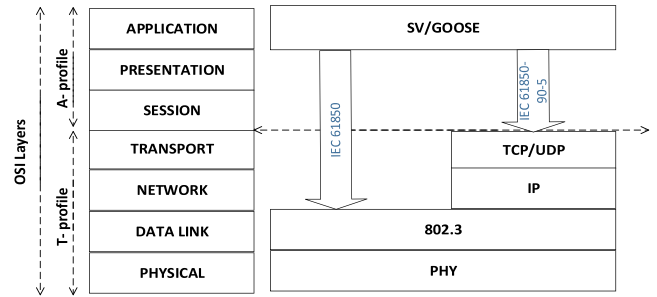 OSI Layers
A- profile
T- profile
APPLICATION
PRESENTATION
SESSION
TRANSPORT
NETWORK
DATA LINK
PHYSICAL
SV/GOOSE
IEC 61850
IEC 61850-
90-5
TCP/UDP
IP
802.3
PHY